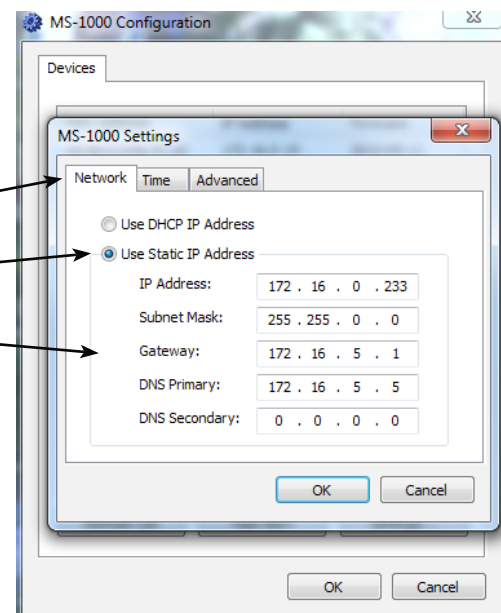 MS-1000 Configuration
Devices
MS-1000 Settings
Network Time Advanced
Use DHCP IP Address
Use Static IP Address
IP Address: 172 . 16 . 0 . 233
Subnet Mask: 255 . 255 . 0 . 0
Gateway: 172 . 16 . 5 . 1
DNS Primary: 172 . 16 . 5 . 5
DNS Secondary: 0 . 0 . 0 . 0
OK Cancel
OK Cancel